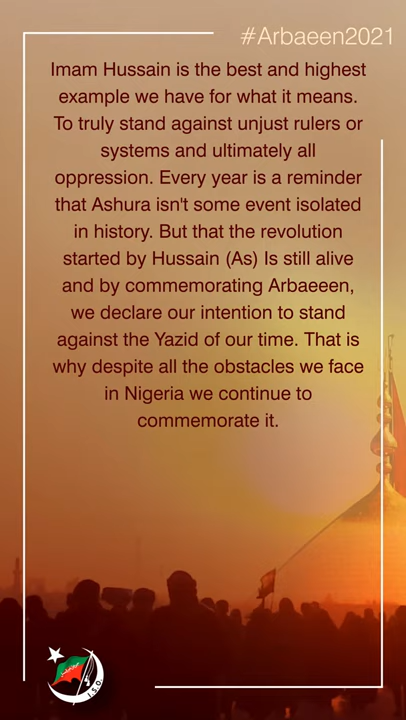 #Arbaeen2021
Imam Hussain is the best and highest
example we have for what it means.
To truly stand against unjust rulers or
systems and ultimately all
oppression. Every year is a reminder
that Ashura isn't some event isolated
in history. But that the revolution
started by Hussain (As) Is still alive
and by commemorating Arbaeeen,
we declare our intention to stand
against the Yazid of our time. That is
why despite all the obstacles we face
in Nigeria we continue to
commemorate it.
I.S.O.